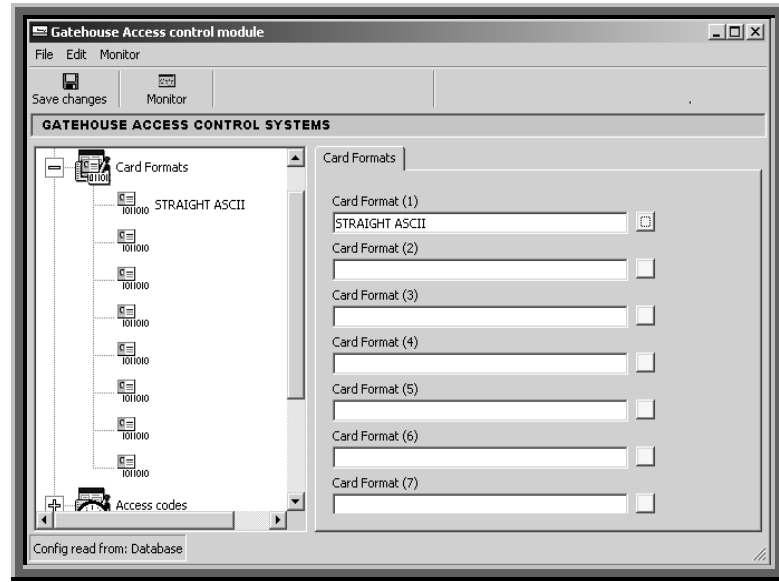 Gatehouse Access control module
File Edit Monitor
Save changes Monitor
GATEHOUSE ACCESS CONTROL SYSTEMS
Card Formats
STRAIGHT ASCII
Access codes
Card Formats
Card Format (1)
STRAIGHT ASCII
Card Format (2)
Card Format (3)
Card Format (4)
Card Format (5)
Card Format (6)
Card Format (7)
Config read from: Database